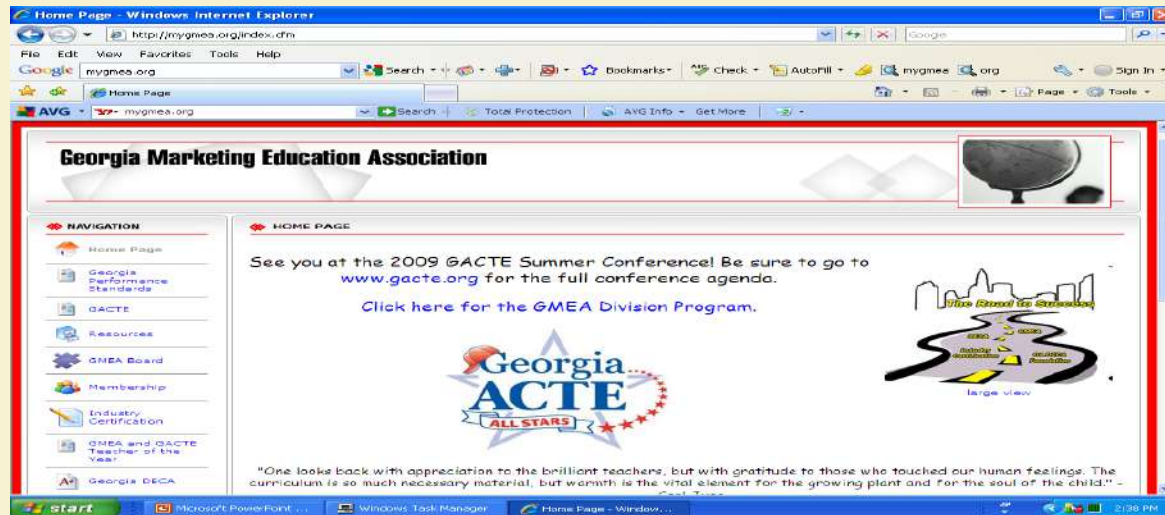 Home Page - Windows Internet Explorer
http://mygmea.org/index.cfm
Google
File Edit View Favorites Tools Help
Google mygmea.org Search Bookmarks Check AutoFill mygmea org Sign In
Home Page Page Tools
AVG mygmea.org Search Total Protection AVG Info Get More
Georgia Marketing Education Association
NAVIGATION
Home Page
Georgia
Performance
Standards
GACTE
Resources
GMEA Board
Membership
Industry
Certification
GMEA and GACTE
Teacher of the
Year
Georgia DECA
HOME PAGE
See you at the 2009 GACTE Summer Conference! Be sure to go to
www.gacte.org for the full conference agenda.
Click here for the GMEA Division Program.
Georgia
ACTE
ALL STARS
The Road to Success
DECA
GMEA
Industry
Certification
large view
"One looks back with appreciation to the brilliant teachers, but with gratitude to those who touched our human feelings. The
curriculum is so much necessary material, but warmth is the vital element for the growing plant and for the soul of the child." -
start Microsoft PowerPoint ... Windows Task Manager Home Page - Window... 2:38 PM